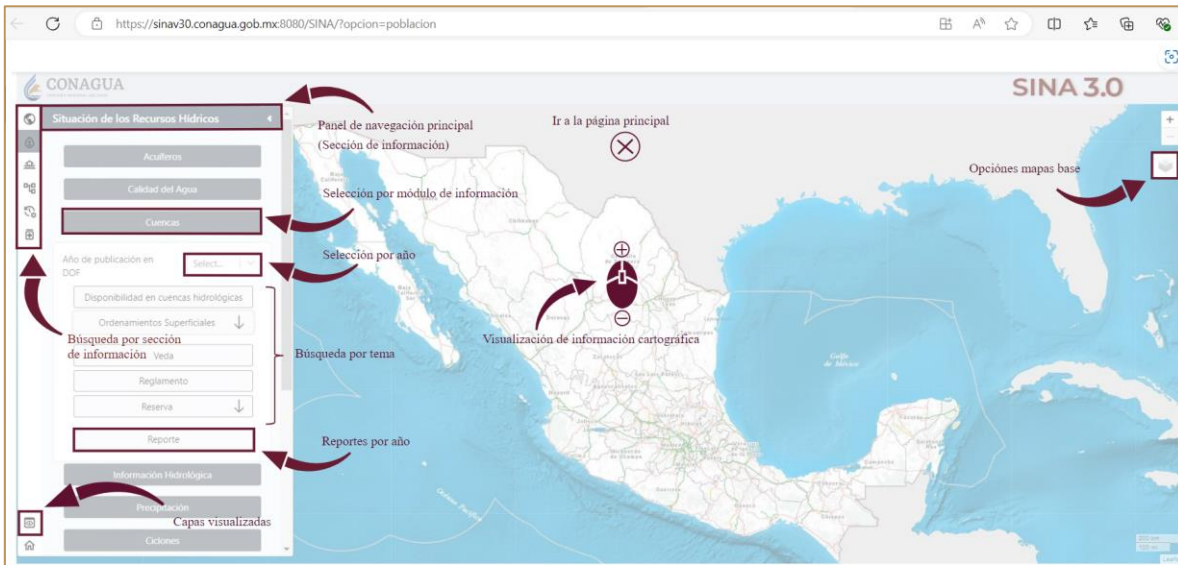 https://sinav30.conagua.gob.mx:8080/SINA/?opcion=poblacion
CONAGUA
SINA 3.0
Situación de los Recursos Hídricos
Panel de navegación principal
(Sección de información)
Ir a la página principal
Opciónes mapas base
Acuíferos
Calidad del Agua
Selección por módulo de información
Cuencas
Año de publicación en
DOF
Select...
Selección por año
Disponibilidad en cuencas hidrológicas
Ordenamientos Superficiales
Búsqueda por sección
de información
Veda
Búsqueda por tema
Visualización de información cartográfica
Golfo
de México
Reglamento
Reserva
Reporte
Reportes por año
Información Hidrológica
Precipitación
Capas visualizadas
Ciclones
Océano Pacífico